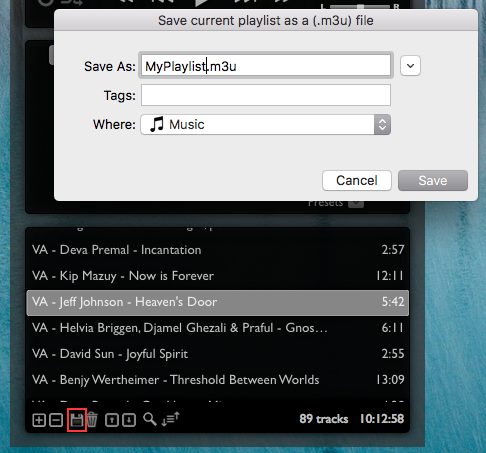 L R
Save current playlist as a (.m3u) file
Save As: MyPlaylist.m3u
Tags:
Where: Music
Cancel Save
Presets
VA - Deva Premal - Incantation 2:57
VA - Kip Mazuy - Now is Forever 12:11
VA - Jeff Johnson - Heaven's Door 5:42
VA - Helvia Briggen, Djamel Ghezali & Praful - Gnos... 6:11
VA - David Sun - Joyful Spirit 2:55
VA - Benjy Wertheimer - Threshold Between Worlds 13:09
89 tracks 10:12:58